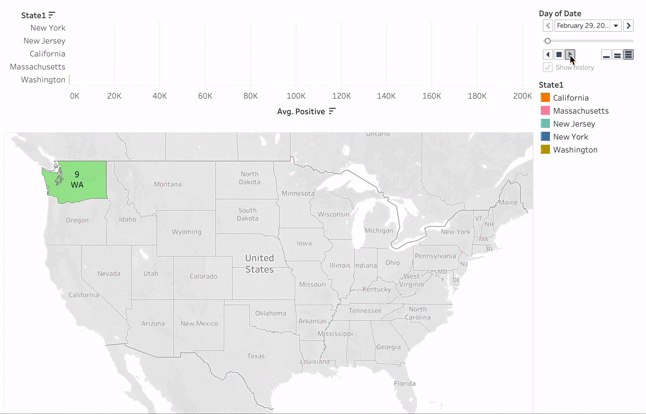 State1
New York
New Jersey
California
Massachusetts
Washington
0K 20K 40K 60K 80K 100K 120K 140K 160K 180K 200K
Avg. Positive
Day of Date
February 29, 20...
Show history
State1
California
Massachusetts
New Jersey
New York
Washington
Ontario
9
WA
Montana
North
Dakota
Minnesota
Maine
Oregon
Idaho
South
Dakota
Wisconsin
Michigan
New York
VT
NH
MA
RI
Wyoming
Iowa
Pennsylvania
NJ
Nevada
Utah
Colorado
United
States
Illinois
Indiana
Ohio
MD
DE
West
Virginia
California
Missouri
Kentucky
Arizona
New Mexico
Oklahoma
Arkansas
Tennessee
North
Carolina
Mississippi
Texas
Georgia
Louisiana
Florida